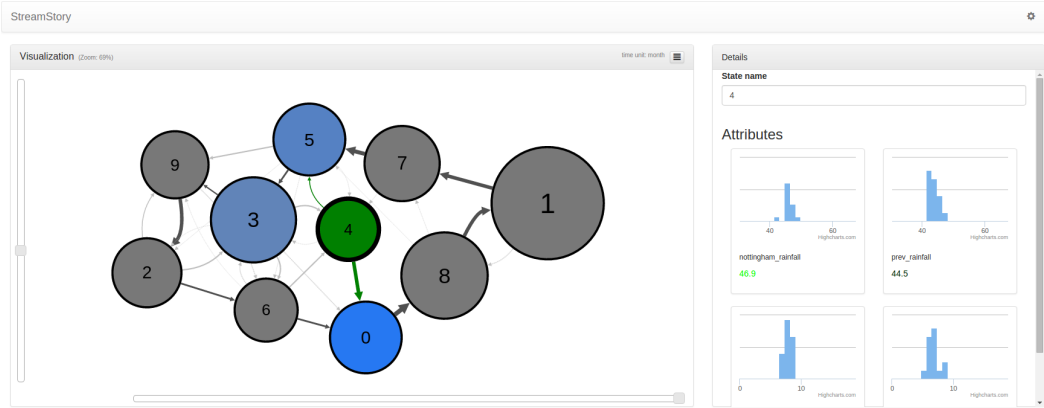 StreamStory
Visualization (Zoom: 69%)
time unit: month
5
9
7
3
1
4
2
8
6
0
Details
State name
4
Attributes
40 60
Highcharts.com
nottingham_rainfall
46.9
40 60
Highcharts.com
prev_rainfall
44.5
0 10
Highcharts.com
0 10
Highcharts.com